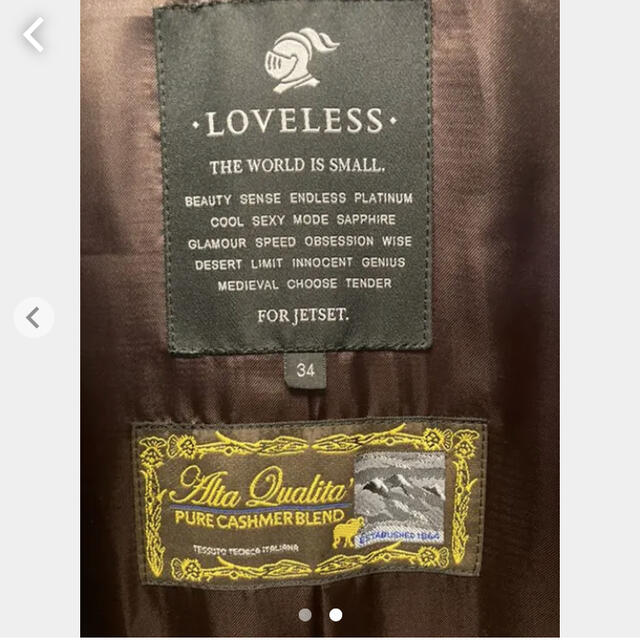 ·LOVELESS·
THE WORLD IS SMALL.
BEAUTY SENSE ENDLESS PLATINUM
COOL SEXY MODE SAPPHIRE
GLAMOUR SPEED OBSESSION WISE
DESERT LIMIT INNOCENT GENIUS
MEDIEVAL CHOOSE TENDER
FOR JETSET.
34
Alta Qualita'
PURE CASHMER BLEND
TESSUTO TECNICA ITALIANA
ESTABLISHED 1864